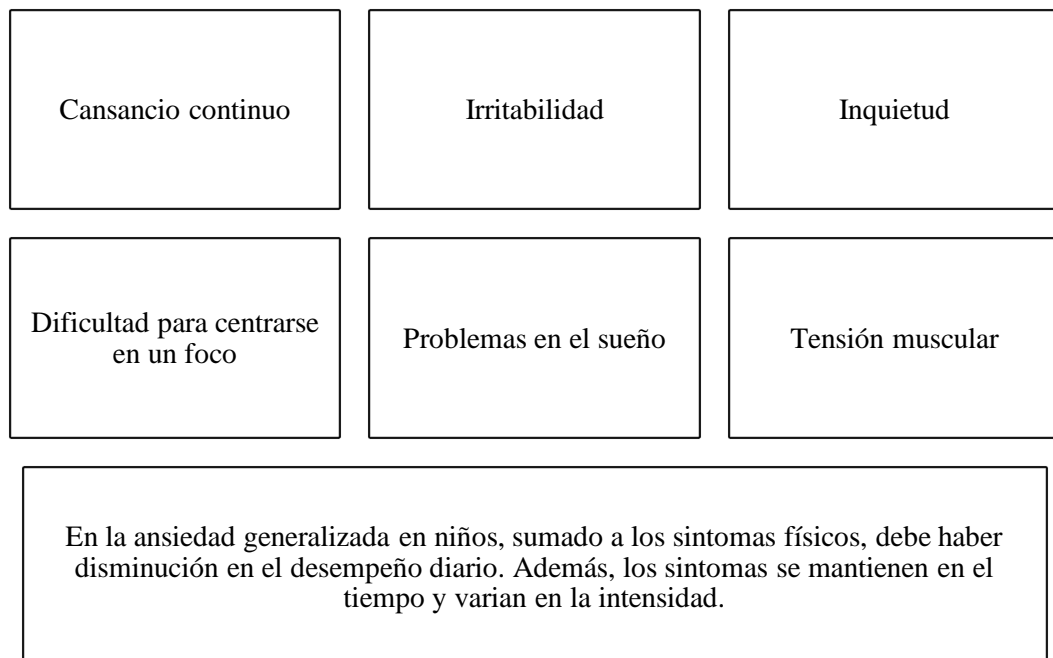 Cansancio continuo
Irritabilidad
Inquietud
Dificultad para centrarse
en un foco
Problemas en el sueño
Tensión muscular
En la ansiedad generalizada en niños, sumado a los sintomas físicos, debe haber
disminución en el desempeño diario. Además, los sintomas se mantienen en el
tiempo y varian en la intensidad.